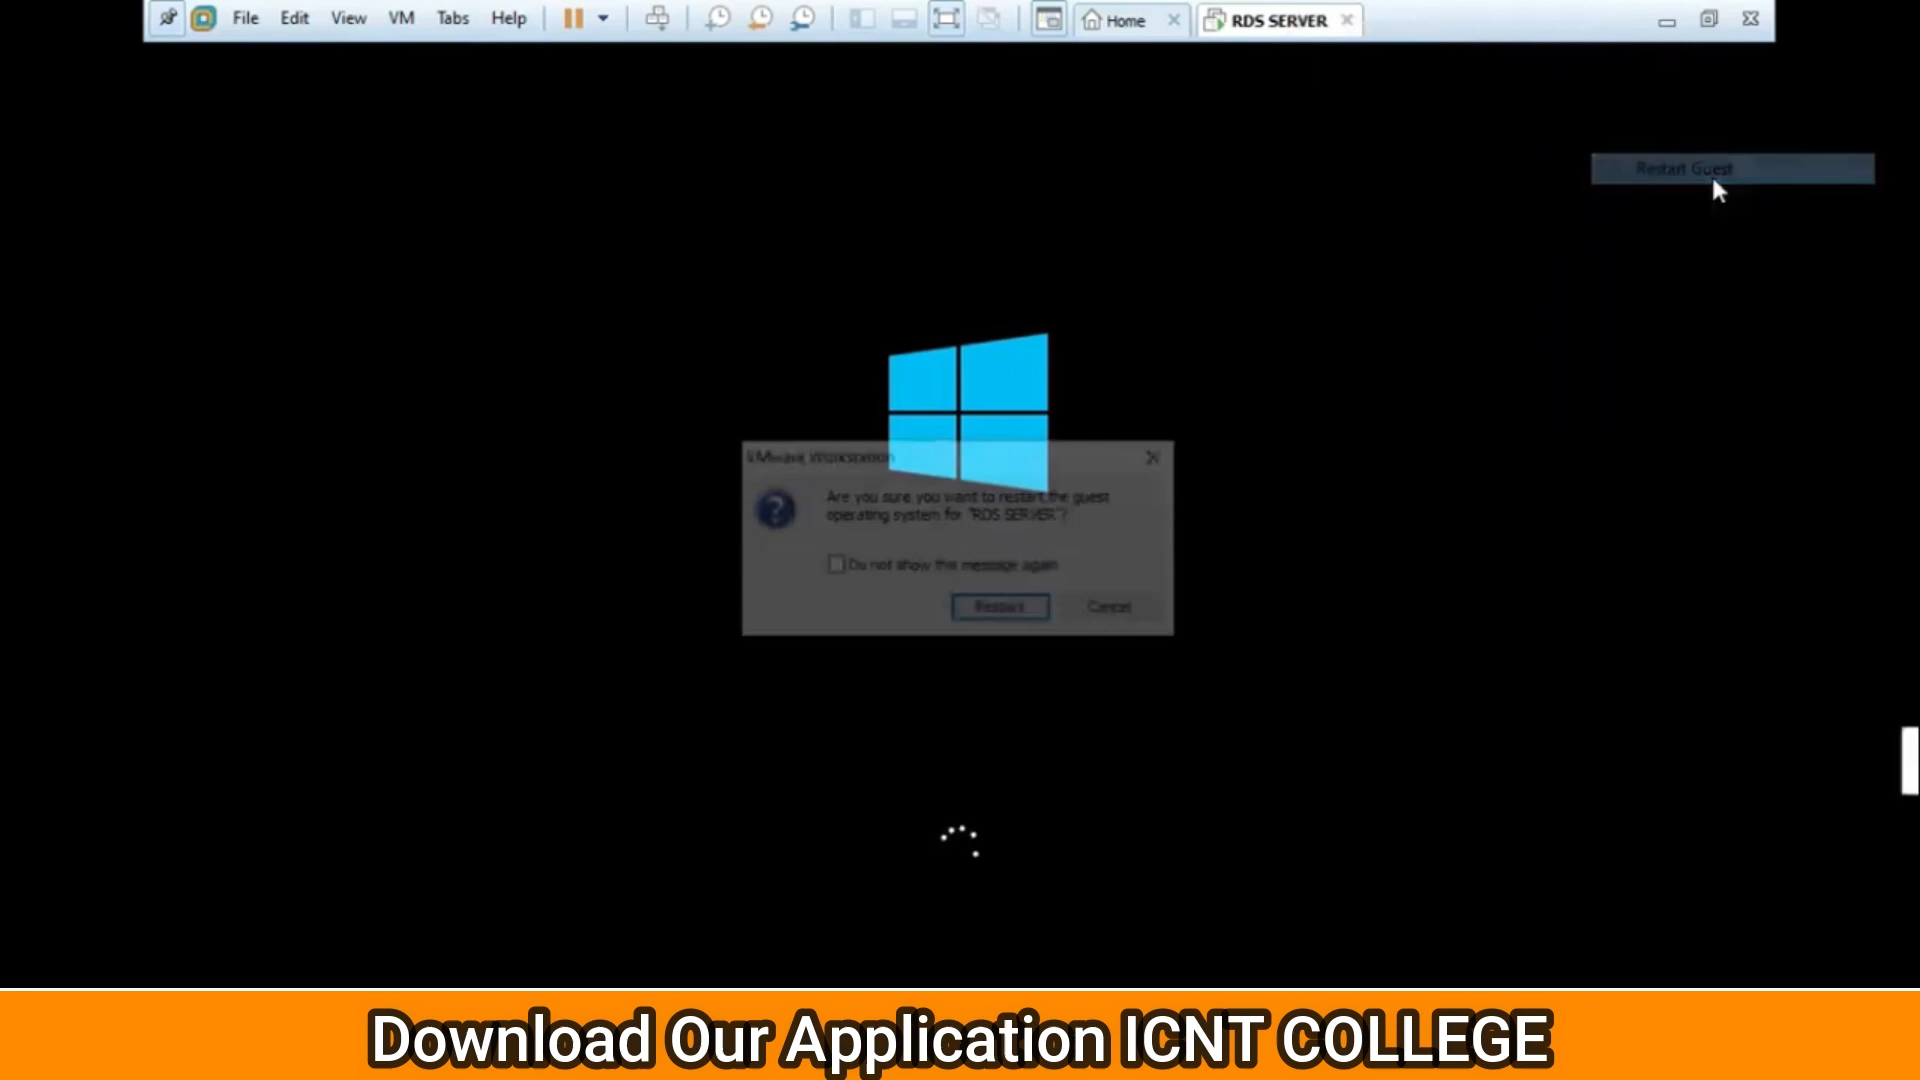 File Edit View VM Tabs Help Home RDS SERVER
Restart Guest
VMware Workstation
Are you sure you want to restart the guest
operating system for "RDS SERVER"?
Do not show this message again
Restart Cancel
Download Our Application ICNT COLLEGE